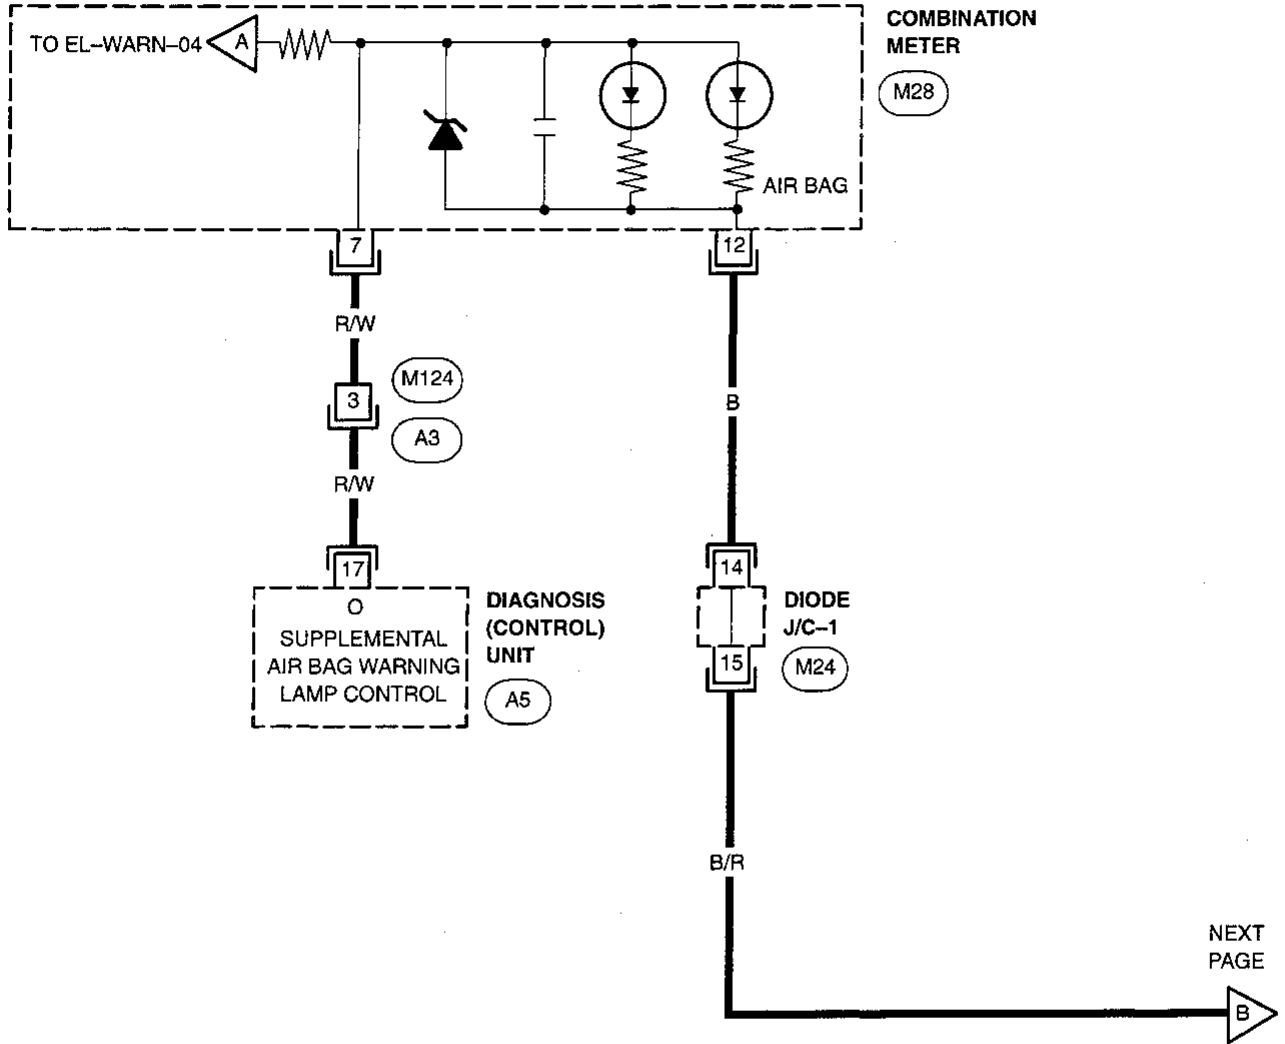 COMBINATION
METER
M28
TO EL-WARN-04
A
AIR BAG
7
12
R/W
M124
3
A3
B
R/W
17
14
O
SUPPLEMENTAL
AIR BAG WARNING
LAMP CONTROL
DIAGNOSIS
(CONTROL)
UNIT
A5
DIODE
J/C-1
15
M24
B/R
NEXT
PAGE
B